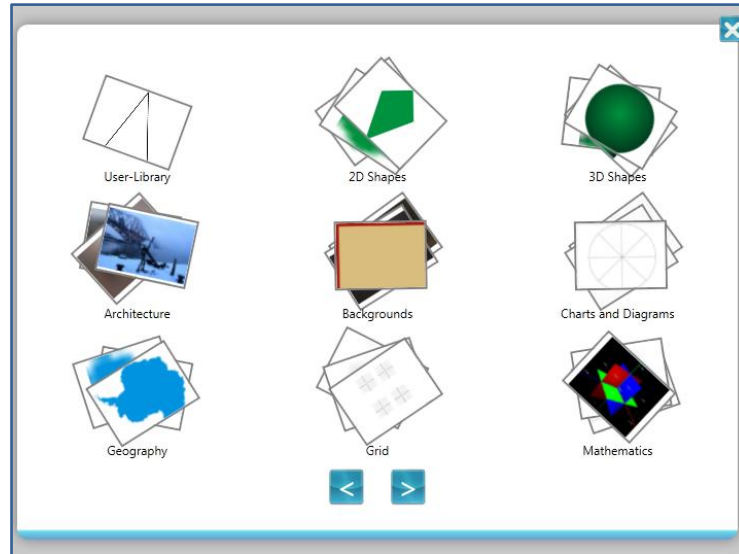 User-Library
2D Shapes
3D Shapes
Architecture
Backgrounds
Charts and Diagrams
Geography
Grid
Mathematics
< >